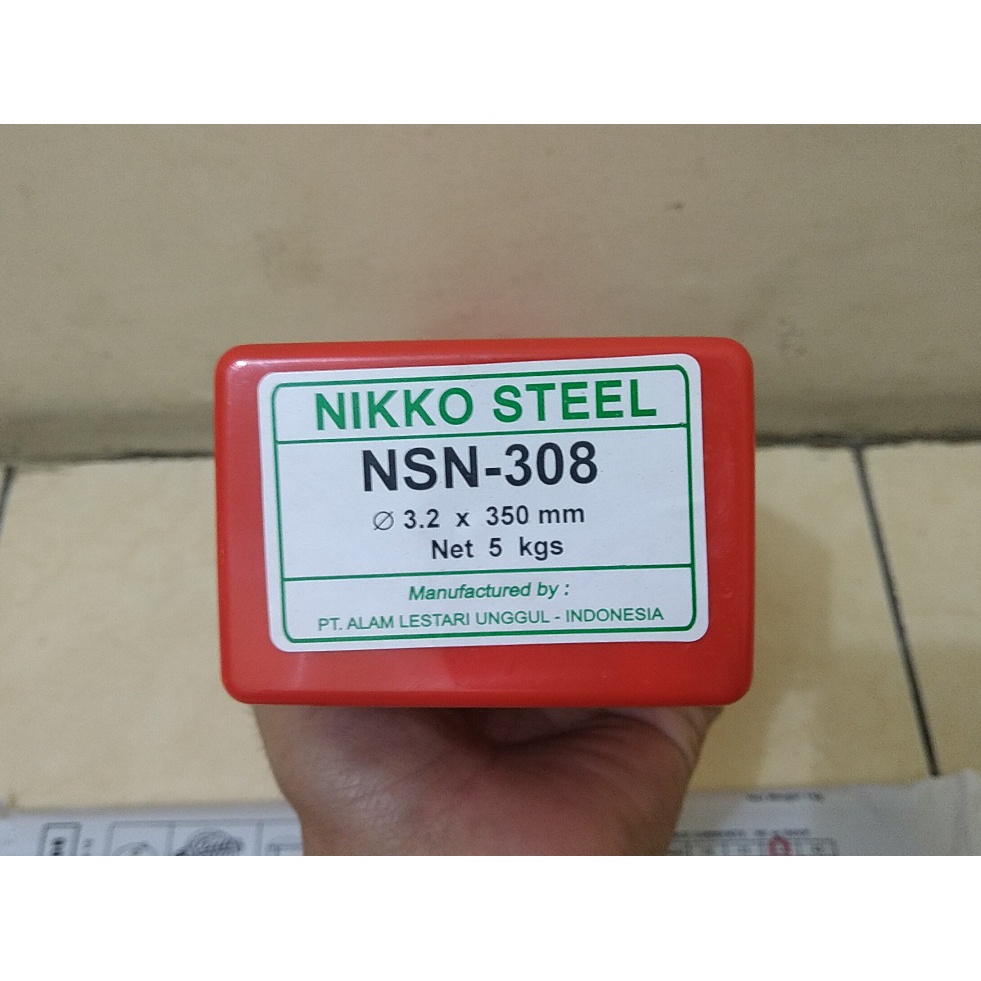 NIKKO STEEL
NSN-308
∅ 3.2 x 350 mm
Net 5 kgs
Manufactured by :
PT. ALAM LESTARI UNGGUL - INDONESIA